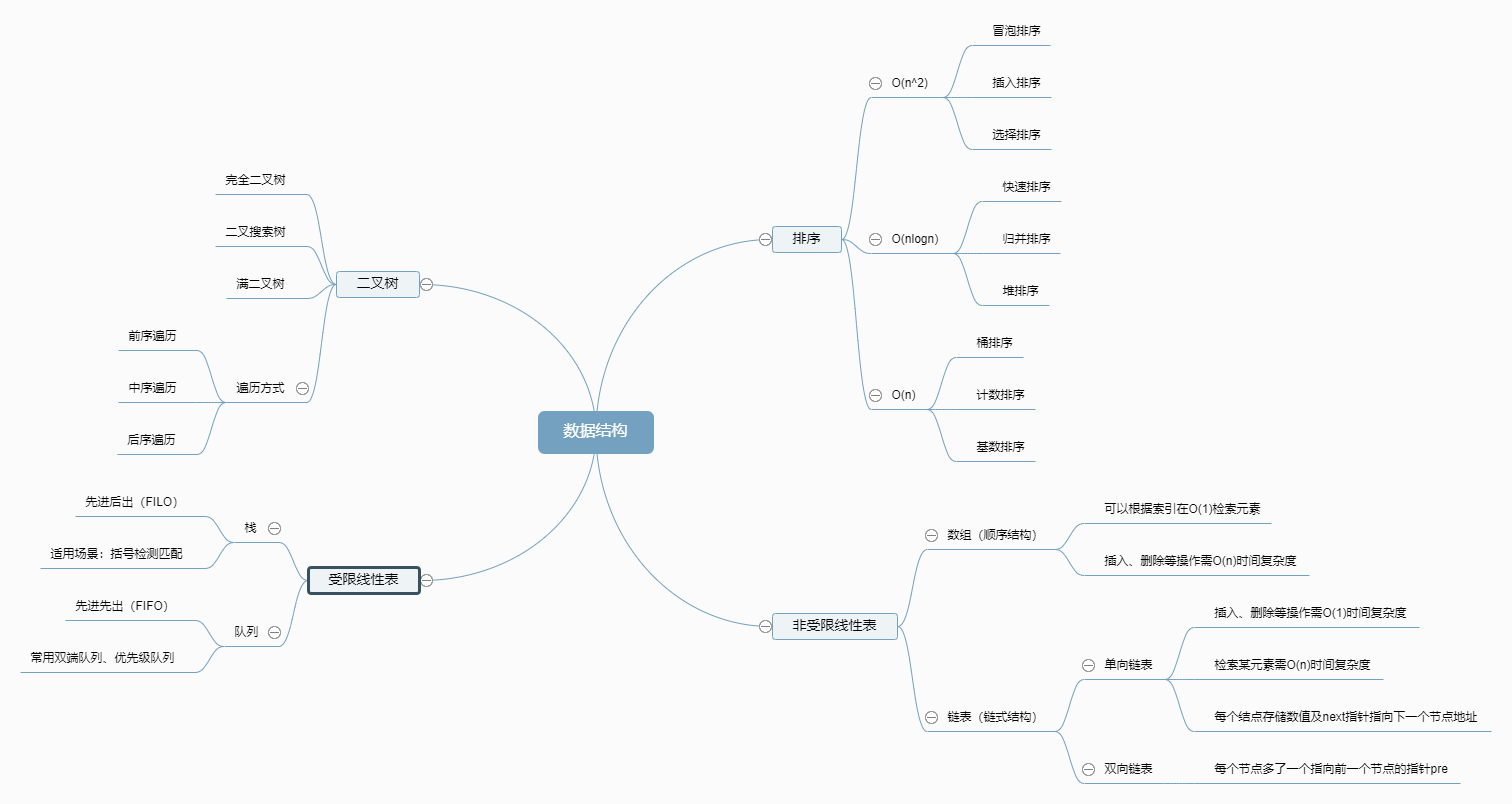 数据结构
排序
O(n^2)
冒泡排序
插入排序
选择排序
O(nlogn)
快速排序
归并排序
堆排序
O(n)
桶排序
计数排序
基数排序
非受限线性表
数组（顺序结构）
可以根据索引在O(1)检索元素
插入、删除等操作需O(n)时间复杂度
链表（链式结构）
单向链表
插入、删除等操作需O(1)时间复杂度
检索某元素需O(n)时间复杂度
每个结点存储数值及next指针指向下一个节点地址
双向链表
每个节点多了一个指向前一个节点的指针pre
二叉树
完全二叉树
二叉搜索树
满二叉树
遍历方式
前序遍历
中序遍历
后序遍历
受限线性表
栈
先进后出（FILO）
适用场景：括号检测匹配
队列
先进先出（FIFO）
常用双端队列、优先级队列